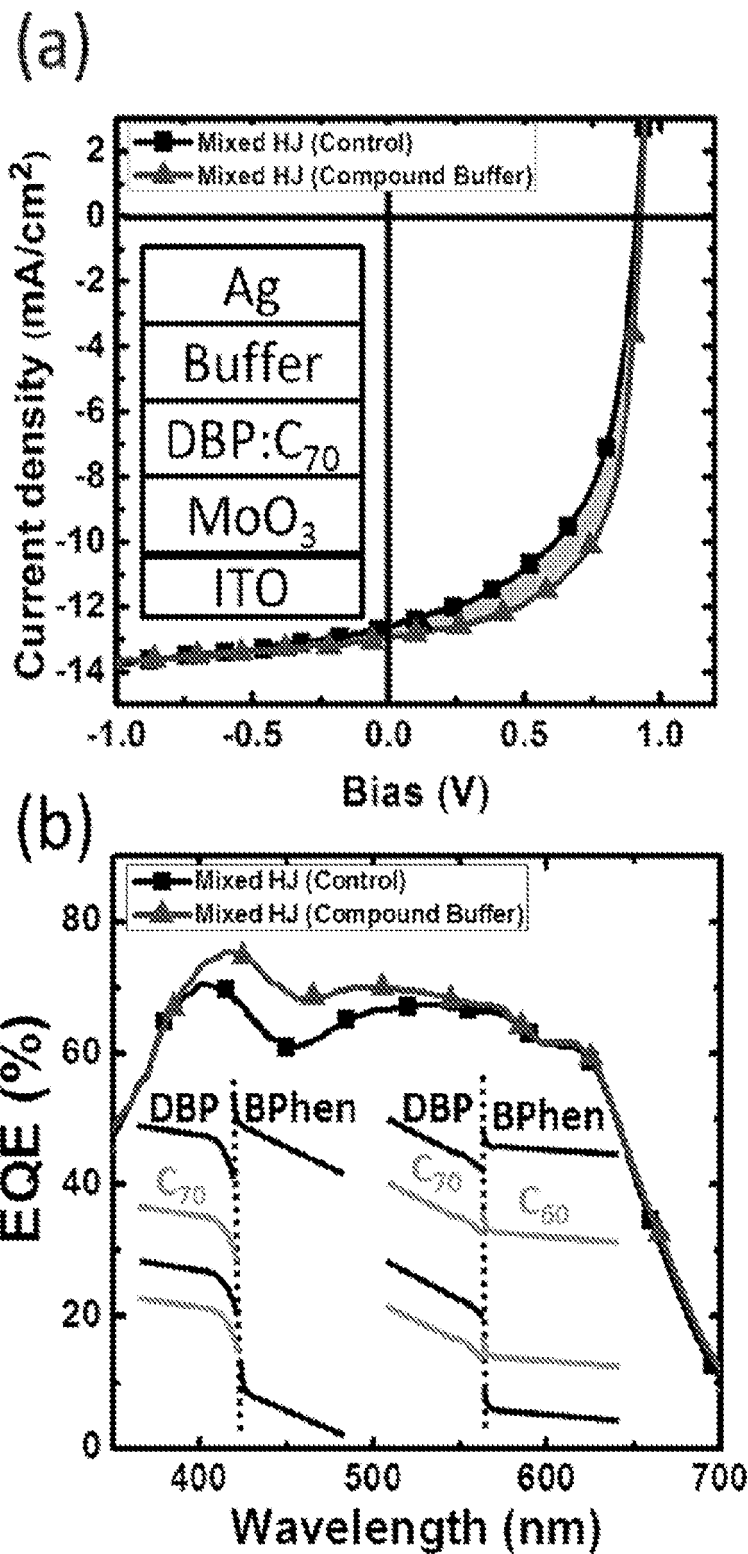 (a)
Mixed HJ (Control)
Mixed HJ (Compound Buffer)
2
0
-2
-4
-6
-8
-10
-12
-14
Current density (mA/cm²)
Ag
Buffer
DBP:C₇₀
MoO₃
ITO
-1.0 -0.5 0.0 0.5 1.0
Bias (V)
(b)
Mixed HJ (Control)
Mixed HJ (Compound Buffer)
80
60
40
20
0
EQE (%)
DBP BPhen DBP BPhen
C₇₀ C₇₀ C₆₀
400 500 600 700
Wavelength (nm)